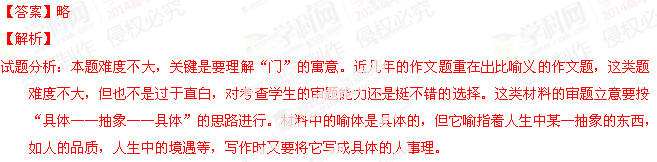 【答案】略
【解析】
试题分析：本题难度不大，关键是要理解“门”的寓意。近几年的作文题重在出比喻义的作文题，这类题
难度不大，但也不是过于直白，对考查学生的审题能力还是挺不错的选择。这类材料的审题立意要按
“具体——抽象——具体”的思路进行。材料中的喻体是具体的，但它喻指着人生中某一抽象的东西，
如人的品质，人生中的境遇等，写作时又要将它写成具体的人事理。